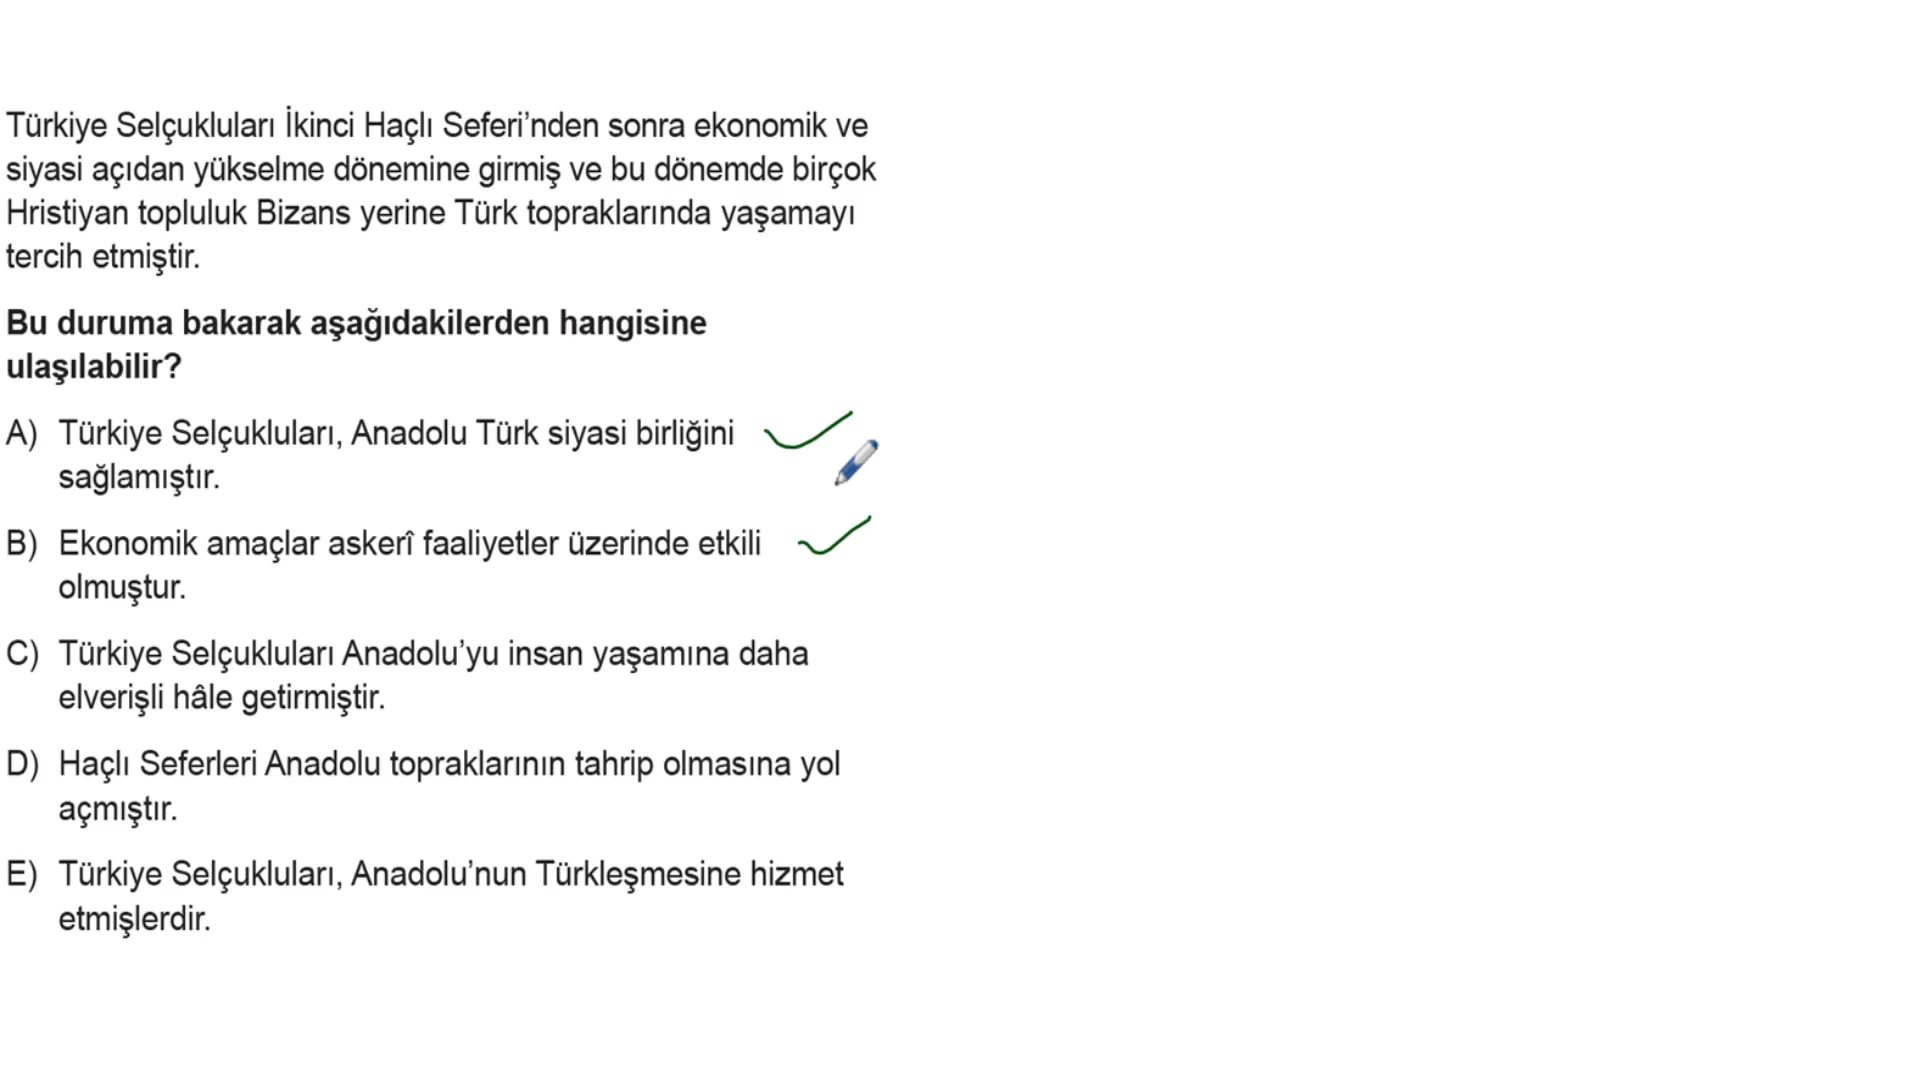 Türkiye Selçukluları İkinci Haçlı Seferi’nden sonra ekonomik ve
siyasi açıdan yükselme dönemine girmiş ve bu dönemde birçok
Hristiyan topluluk Bizans yerine Türk topraklarında yaşamayı
tercih etmiştir.
Bu duruma bakarak aşağıdakilerden hangisine
ulaşılabilir?
A) Türkiye Selçukluları, Anadolu Türk siyasi birliğini
sağlamıştır.
B) Ekonomik amaçlar askerî faaliyetler üzerinde etkili
olmuştur.
C) Türkiye Selçukluları Anadolu’yu insan yaşamına daha
elverişli hâle getirmiştir.
D) Haçlı Seferleri Anadolu topraklarının tahrip olmasına yol
açmıştır.
E) Türkiye Selçukluları, Anadolu’nun Türkleşmesine hizmet
etmişlerdir.